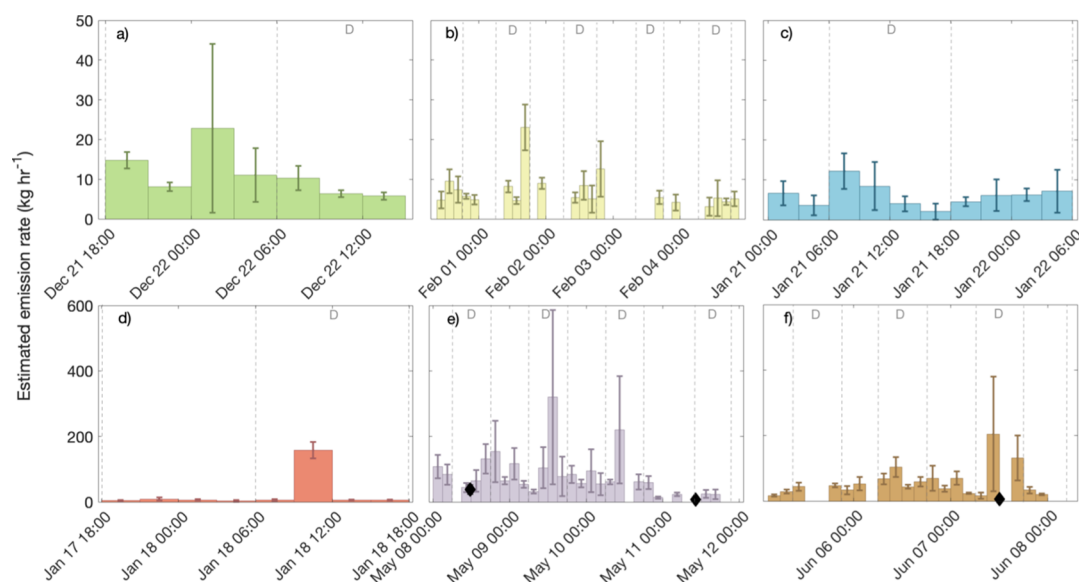 Estimated emission rate (kg hr⁻¹)
50
40
30
20
10
0
a)
D
b)
D
D
D
D
c)
D
Dec 21 18:00
Dec 22 00:00
Dec 22 06:00
Dec 22 12:00
Feb 01 00:00
Feb 02 00:00
Feb 03 00:00
Feb 04 00:00
Jan 21 00:00
Jan 21 06:00
Jan 21 12:00
Jan 21 18:00
Jan 22 00:00
Jan 22 06:00
600
400
200
0
d)
D
e)
D
D
D
D
f)
D
D
D
Jan 17 18:00
Jan 18 00:00
Jan 18 06:00
Jan 18 12:00
Jan 18 18:00
May 08 00:00
May 09 00:00
May 10 00:00
May 11 00:00
May 12 00:00
Jun 06 00:00
Jun 07 00:00
Jun 08 00:00